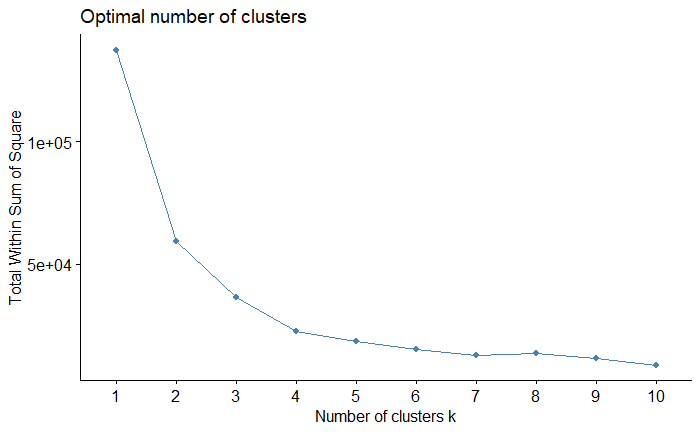 Optimal number of clusters
Total Within Sum of Square
1e+05
5e+04
1 2 3 4 5 6 7 8 9 10
Number of clusters k